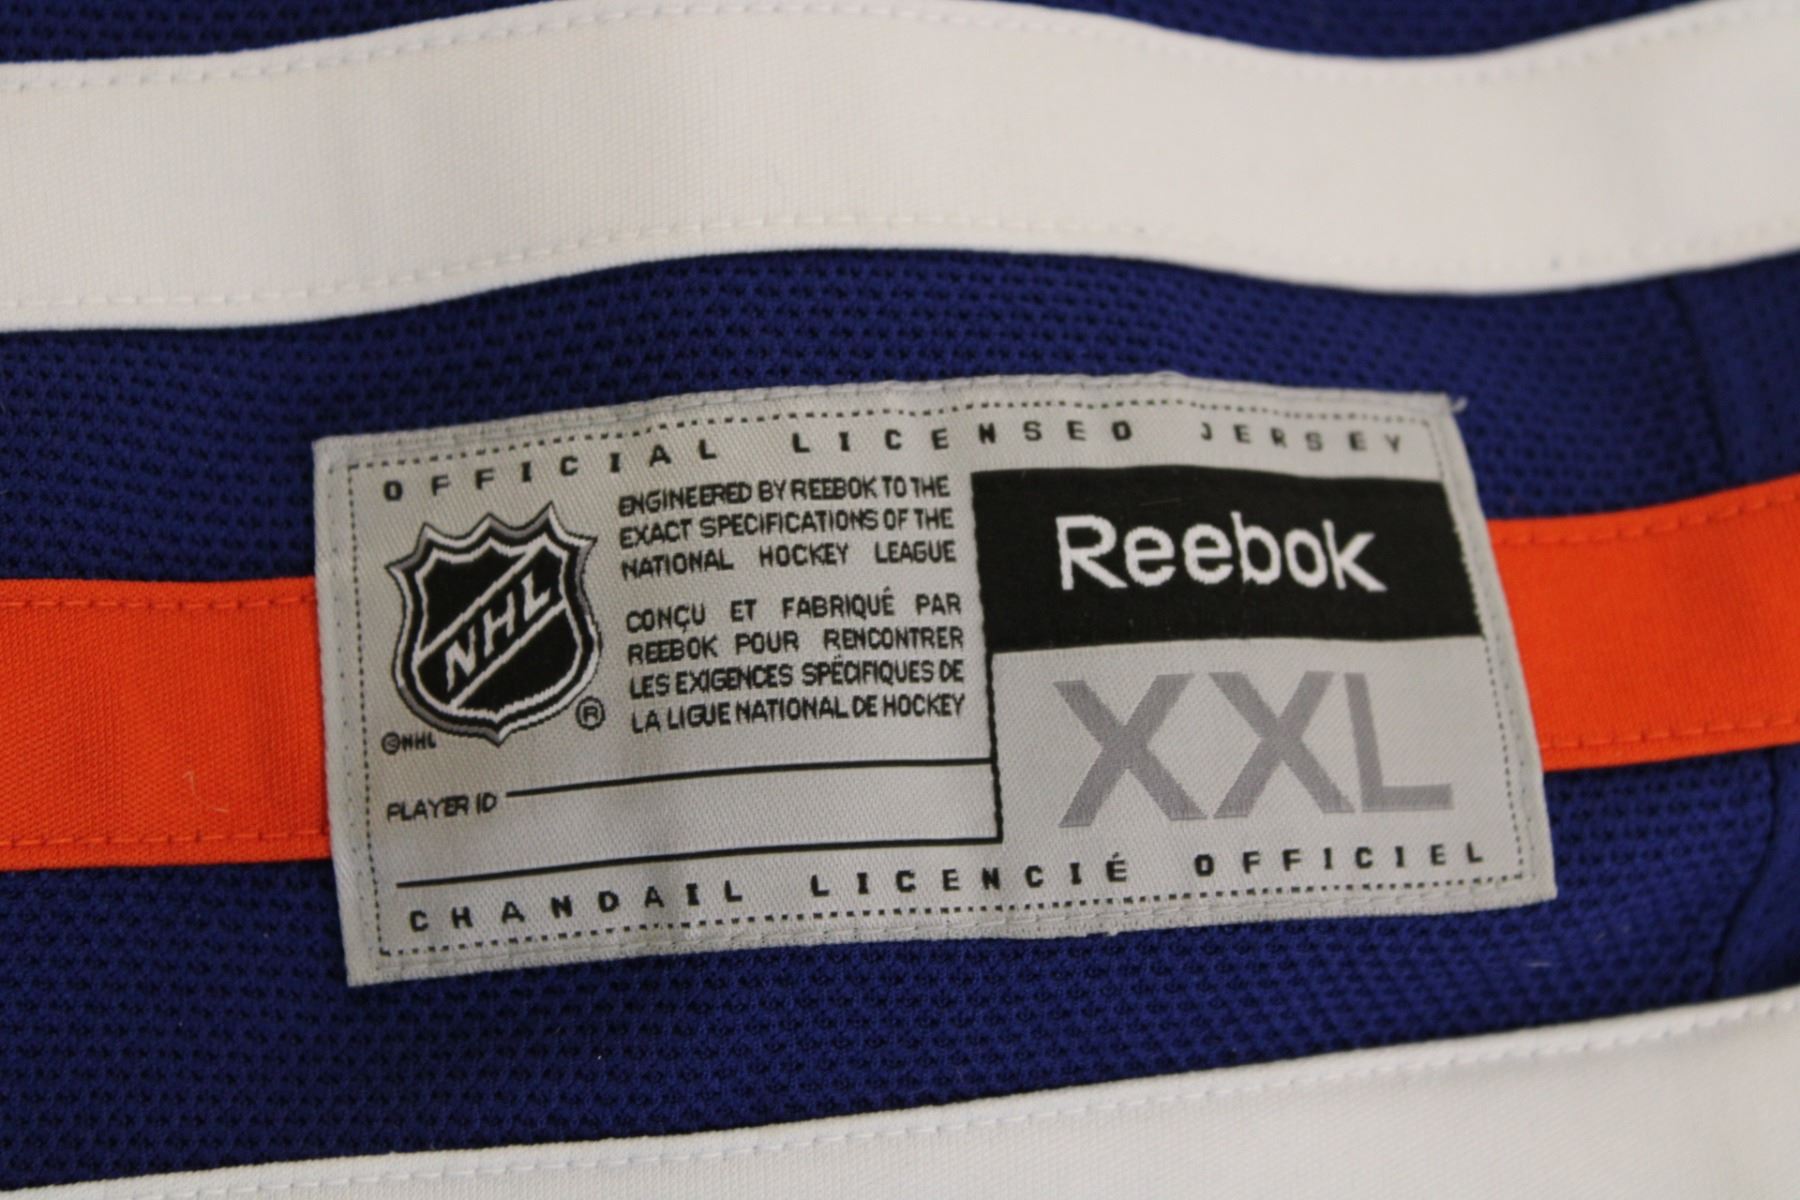 OFFICIAL LICENSED JERSEY
ENGINEERED BY REEBOK TO THE
EXACT SPECIFICATIONS OF THE
NATIONAL HOCKEY LEAGUE
CONÇU ET FABRIQUÉ PAR
REEBOK POUR RENCONTRER
LES EXIGENCES SPÉCIFIQUES DE
LA LIGUE NATIONAL DE HOCKEY
NHL
®
©NHL
Reebok
XXL
PLAYER ID
CHANDAIL LICENCIÉ OFFICIEL